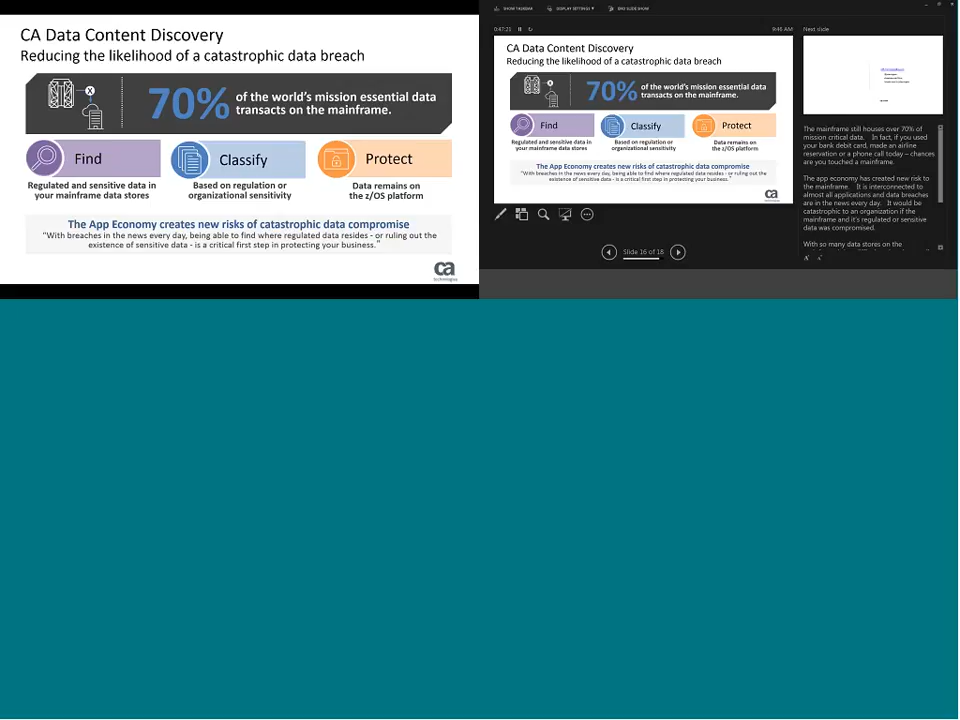 CA Data Content Discovery
Reducing the likelihood of a catastrophic data breach
X
70% of the world's mission essential data
transacts on the mainframe.
Find
Classify
Protect
Regulated and sensitive data in
your mainframe data stores
Based on regulation or
organizational sensitivity
Data remains on
the z/OS platform
The App Economy creates new risks of catastrophic data compromise
"With breaches in the news every day, being able to find where regulated data resides - or ruling out the
existence of sensitive data - is a critical first step in protecting your business."
ca
technologies
SHOW TASKBAR
DISPLAY SETTINGS
END SLIDE SHOW
0:47:21
9:46 AM
CA Data Content Discovery
Reducing the likelihood of a catastrophic data breach
X
70% of the world's mission essential data
transacts on the mainframe.
Find
Classify
Protect
Regulated and sensitive data in
your mainframe data stores
Based on regulation or
organizational sensitivity
Data remains on
the z/OS platform
The App Economy creates new risks of catastrophic data compromise
"With breaches in the news every day, being able to find where regulated data resides - or ruling out the
existence of sensitive data - is a critical first step in protecting your business."
ca
Slide 16 of 18
Next slide
The mainframe still houses over 70% of
mission critical data. In fact, if you used
your bank debit card, made an airline
reservation or a phone call today – chances
are you touched a mainframe.
The app economy has created new risk to
the mainframe. It is interconnected to
almost all applications and data breaches
are in the news every day. It would be
catastrophic to an organization if the
mainframe and it's regulated or sensitive
data was compromised.
With so many data stores on the
A
A